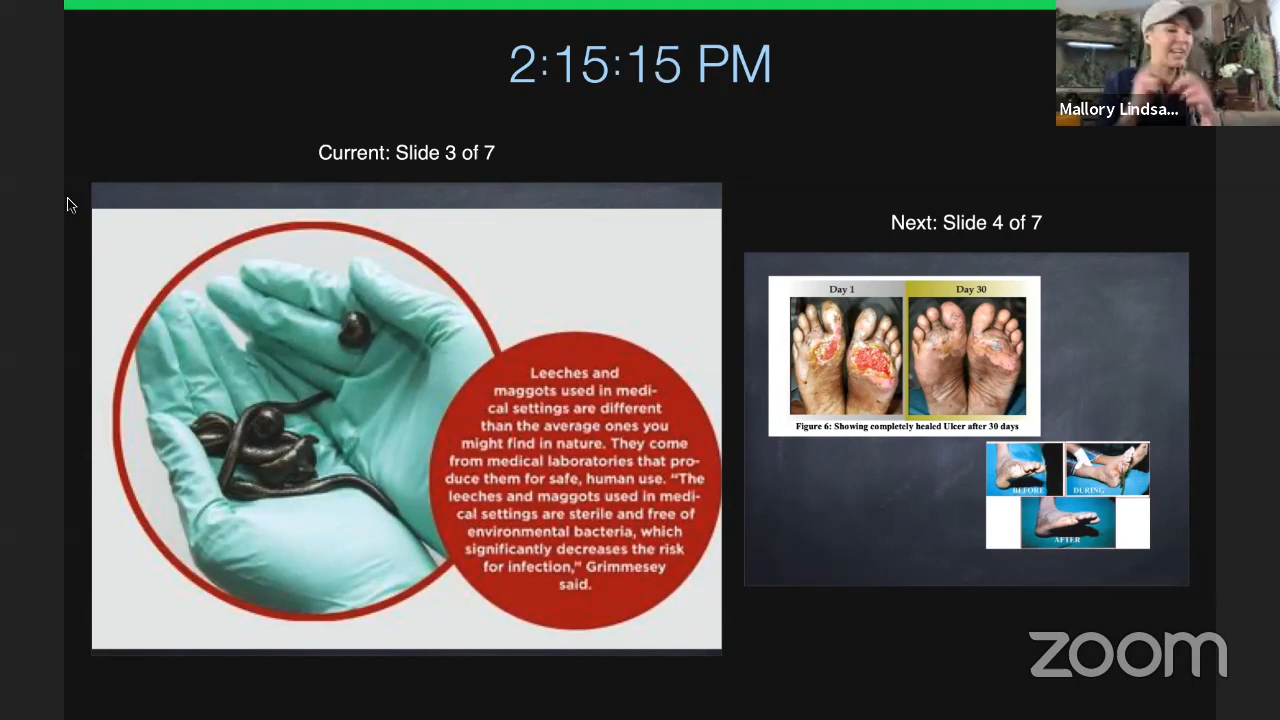 2:15:15 PM
Mallory Lindsa...
Current: Slide 3 of 7
Next: Slide 4 of 7
Leeches and
maggots used in medi-
cal settings are different
than the average ones you
might find in nature. They come
from medical laboratories that pro-
duce them for safe, human use. “The
leeches and maggots used in medi-
cal settings are sterile and free of
environmental bacteria, which
significantly decreases the risk
for infection,” Grimmesey
said.
Day 1
Day 30
Figure 6: Showing completely healed Ulcer after 30 days
BEFORE
DURING
AFTER
zoom